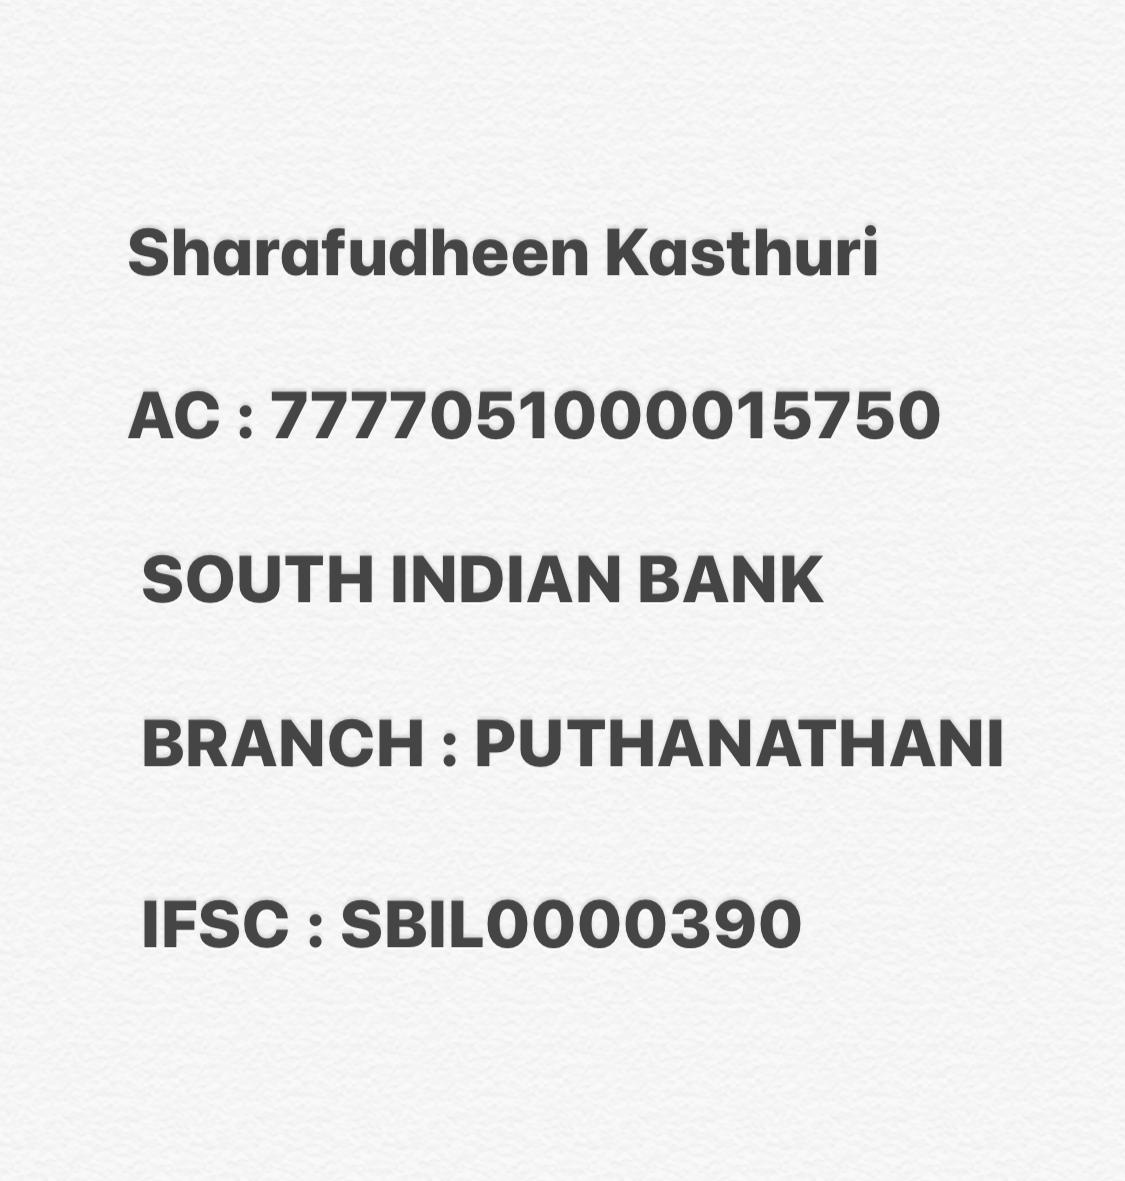 Sharafudheen Kasthuri
AC : 7777051000015750
SOUTH INDIAN BANK
BRANCH : PUTHANATHANI
IFSC : SBIL0000390